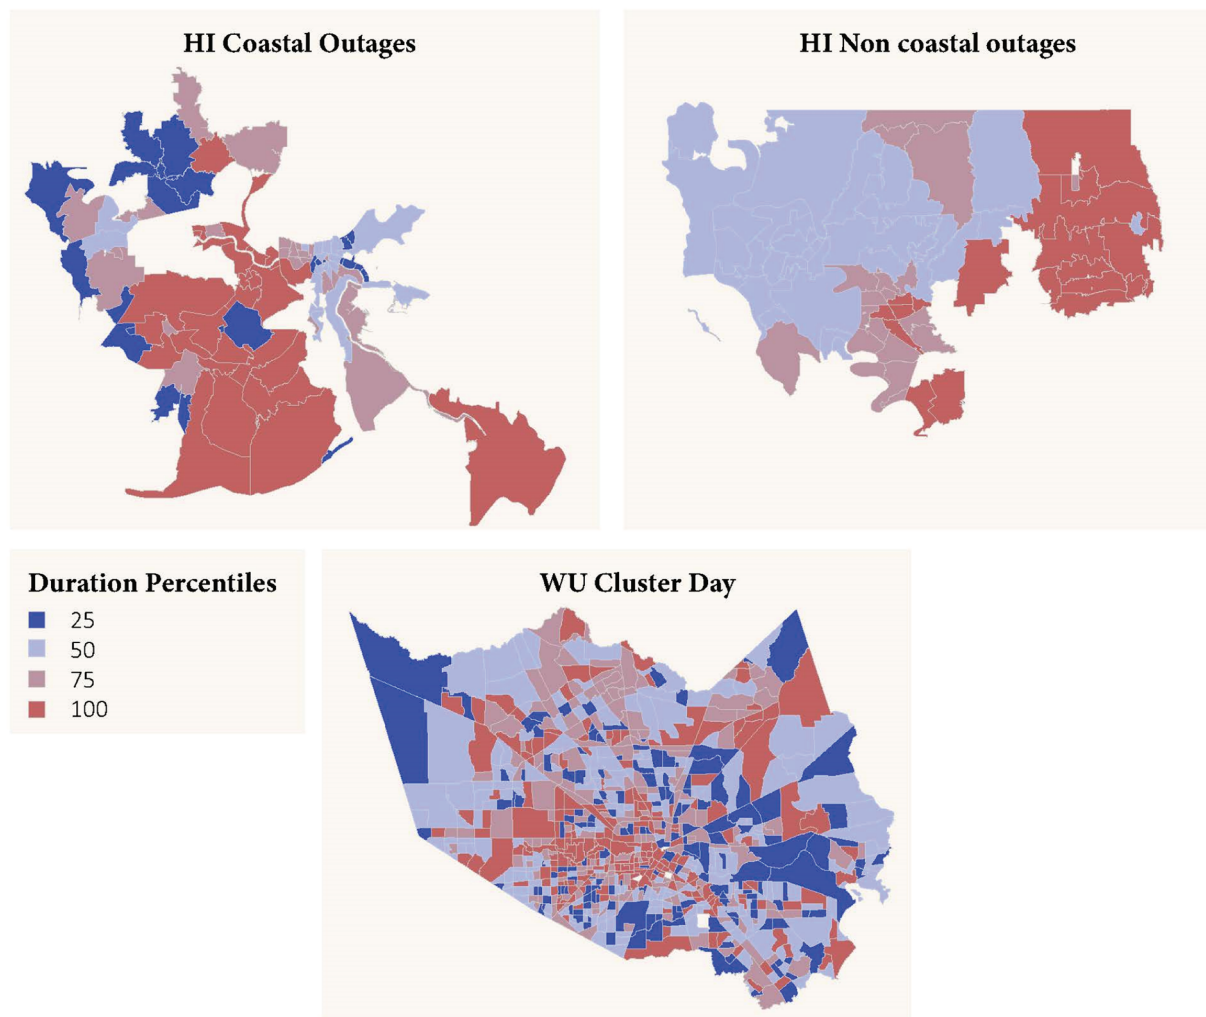 HI Coastal Outages
HI Non coastal outages
Duration Percentiles
25
50
75
100
WU Cluster Day